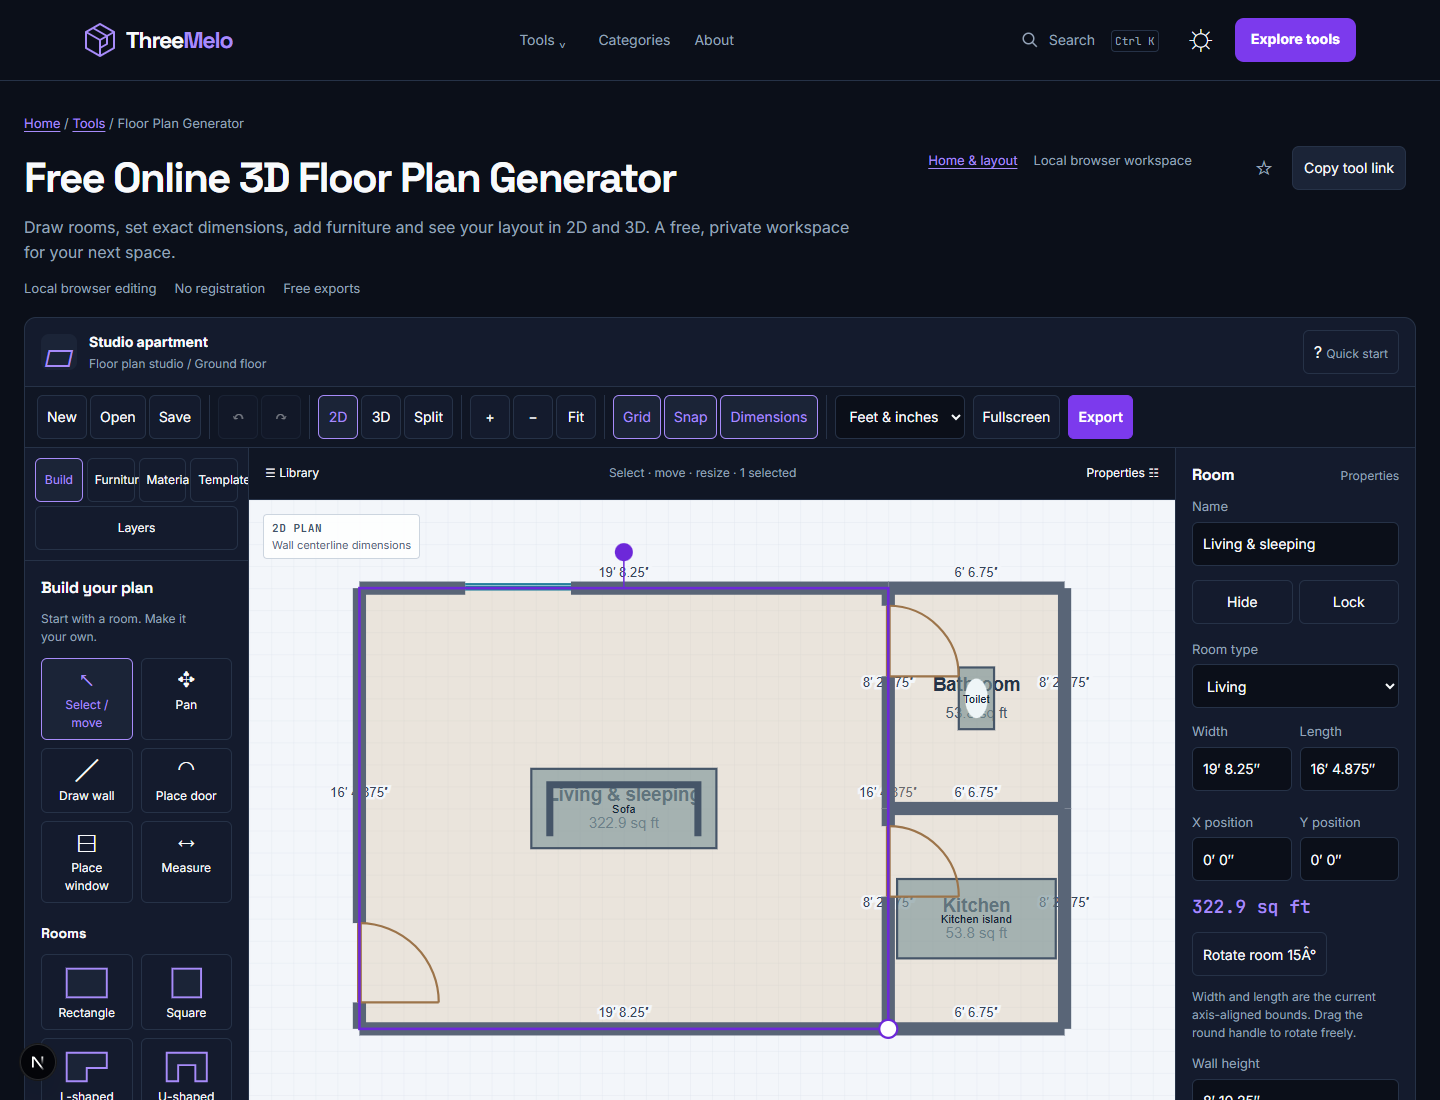 ThreeMelo
Tools
Categories
About
Search
Ctrl K
Explore tools
Home / Tools / Floor Plan Generator
Free Online 3D Floor Plan Generator
Home & layout
Local browser workspace
Copy tool link
Draw rooms, set exact dimensions, add furniture and see your layout in 2D and 3D. A free, private workspace
for your next space.
Local browser editing
No registration
Free exports
Studio apartment
Floor plan studio / Ground floor
? Quick start
New
Open
Save
2D
3D
Split
+
−
Fit
Grid
Snap
Dimensions
Feet & inches
Fullscreen
Export
Build
Furnitur
Materia
Template
Layers
☰ Library
Select · move · resize · 1 selected
Properties
Build your plan
Start with a room. Make it
your own.
Select /
move
Pan
Draw wall
Place door
Place
window
Measure
Rooms
Rectangle
Square
L-shaped
U-shaped
N
2D PLAN
Wall centerline dimensions
19' 8.25"
6' 6.75"
Bathroom
Toilet
6' 6.75"
Living & sleeping
Sofa
322.9 sq ft
Kitchen
Kitchen island
53.8 sq ft
19' 8.25"
6' 6.75"
Room
Properties
Name
Living & sleeping
Hide
Lock
Room type
Living
Width
Length
19' 8.25"
16' 4.875"
X position
Y position
0' 0"
0' 0"
322.9 sq ft
Rotate room 15Â°
Width and length are the current
axis-aligned bounds. Drag the
round handle to rotate freely.
Wall height
8' 10.25"